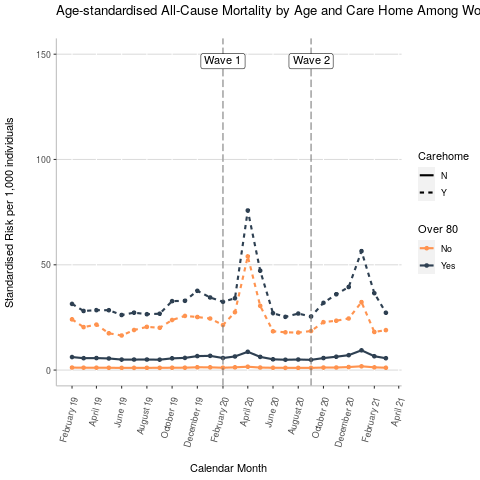 Age-standardised All-Cause Mortality by Age and Care Home Among Wo
Standardised Risk per 1,000 individuals
150
100
50
0
Wave 1
Wave 2
February 19
April 19
June 19
August 19
October 19
December 19
February 20
April 20
June 20
August 20
October 20
December 20
February 21
April 21
Calendar Month
Carehome
N
Y
Over 80
No
Yes